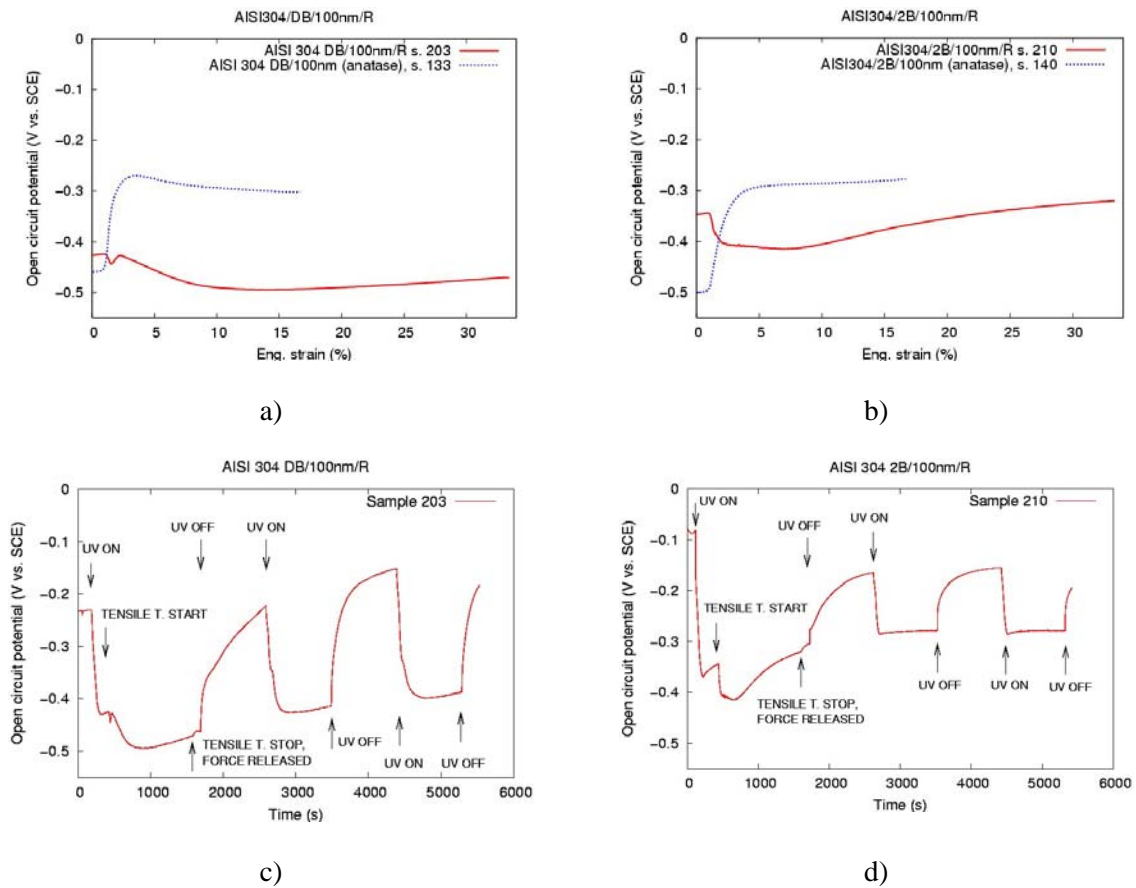 AISI304/DB/100nm/R
AISI 304 DB/100nm/R s. 203
AISI 304 DB/100nm (anatase), s. 133
Open circuit potential (V vs. SCE)
0
−0.1
−0.2
−0.3
−0.4
−0.5
0 5 10 15 20 25 30
Eng. strain (%)
a)
AISI304/2B/100nm/R
AISI304/2B/100nm/R s. 210
AISI304/2B/100nm (anatase), s. 140
Open circuit potential (V vs. SCE)
0
−0.1
−0.2
−0.3
−0.4
−0.5
0 5 10 15 20 25 30
Eng. strain (%)
b)
AISI 304 DB/100nm/R
Sample 203
Open circuit potential (V vs. SCE)
0
−0.1
−0.2
−0.3
−0.4
−0.5
UV ON
UV OFF
UV ON
TENSILE T. START
TENSILE T. STOP,
FORCE RELEASED
UV OFF
UV ON
UV OFF
0 1000 2000 3000 4000 5000 6000
Time (s)
c)
AISI 304 2B/100nm/R
Sample 210
Open circuit potential (V vs. SCE)
0
−0.1
−0.2
−0.3
−0.4
−0.5
UV ON
UV OFF
UV ON
TENSILE T. START
TENSILE T. STOP,
FORCE RELEASED
UV OFF
UV ON
UV OFF
0 1000 2000 3000 4000 5000 6000
Time (s)
d)